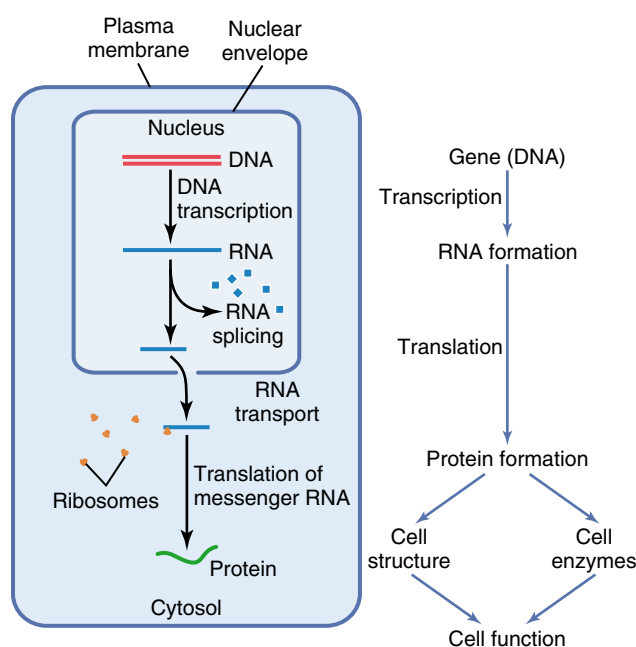 Plasma
membrane
Nuclear
envelope
Nucleus
DNA
DNA
transcription
RNA
RNA
splicing
RNA
transport
Ribosomes
Translation of
messenger RNA
Protein
Cytosol
Gene (DNA)
Transcription
RNA formation
Translation
Protein formation
Cell
structure
Cell
enzymes
Cell function